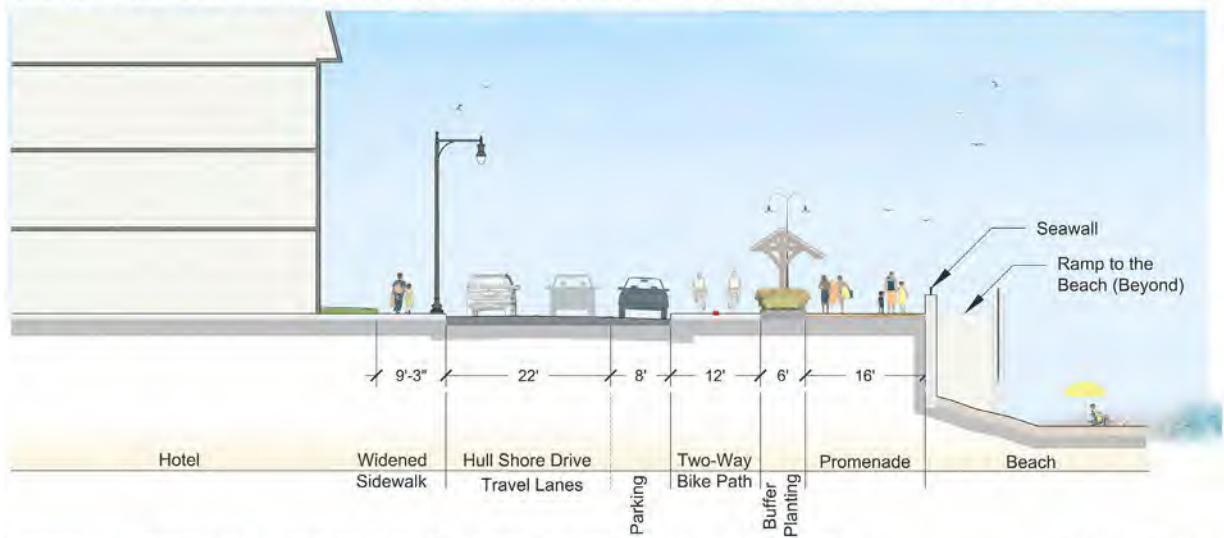 Seawall
Ramp to the
Beach (Beyond)
9'-3"
22'
8'
12'
6'
16'
Hotel
Widened
Sidewalk
Hull Shore Drive
Travel Lanes
Parking
Two-Way
Bike Path
Buffer
Planting
Promenade
Beach